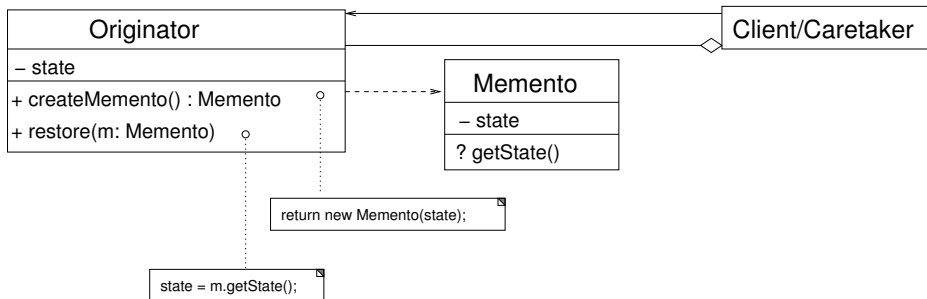 Originator
– state
+ createMemento() : Memento
+ restore(m: Memento)
Client/Caretaker
Memento
– state
? getState()
return new Memento(state);
state = m.getState();